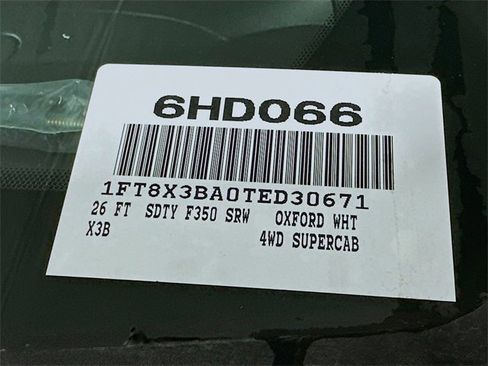 6HD066
1FT8X3BA0TED30671
26 FT SDTY F350 SRW OXFORD WHT
X3B 4WD SUPERCAB